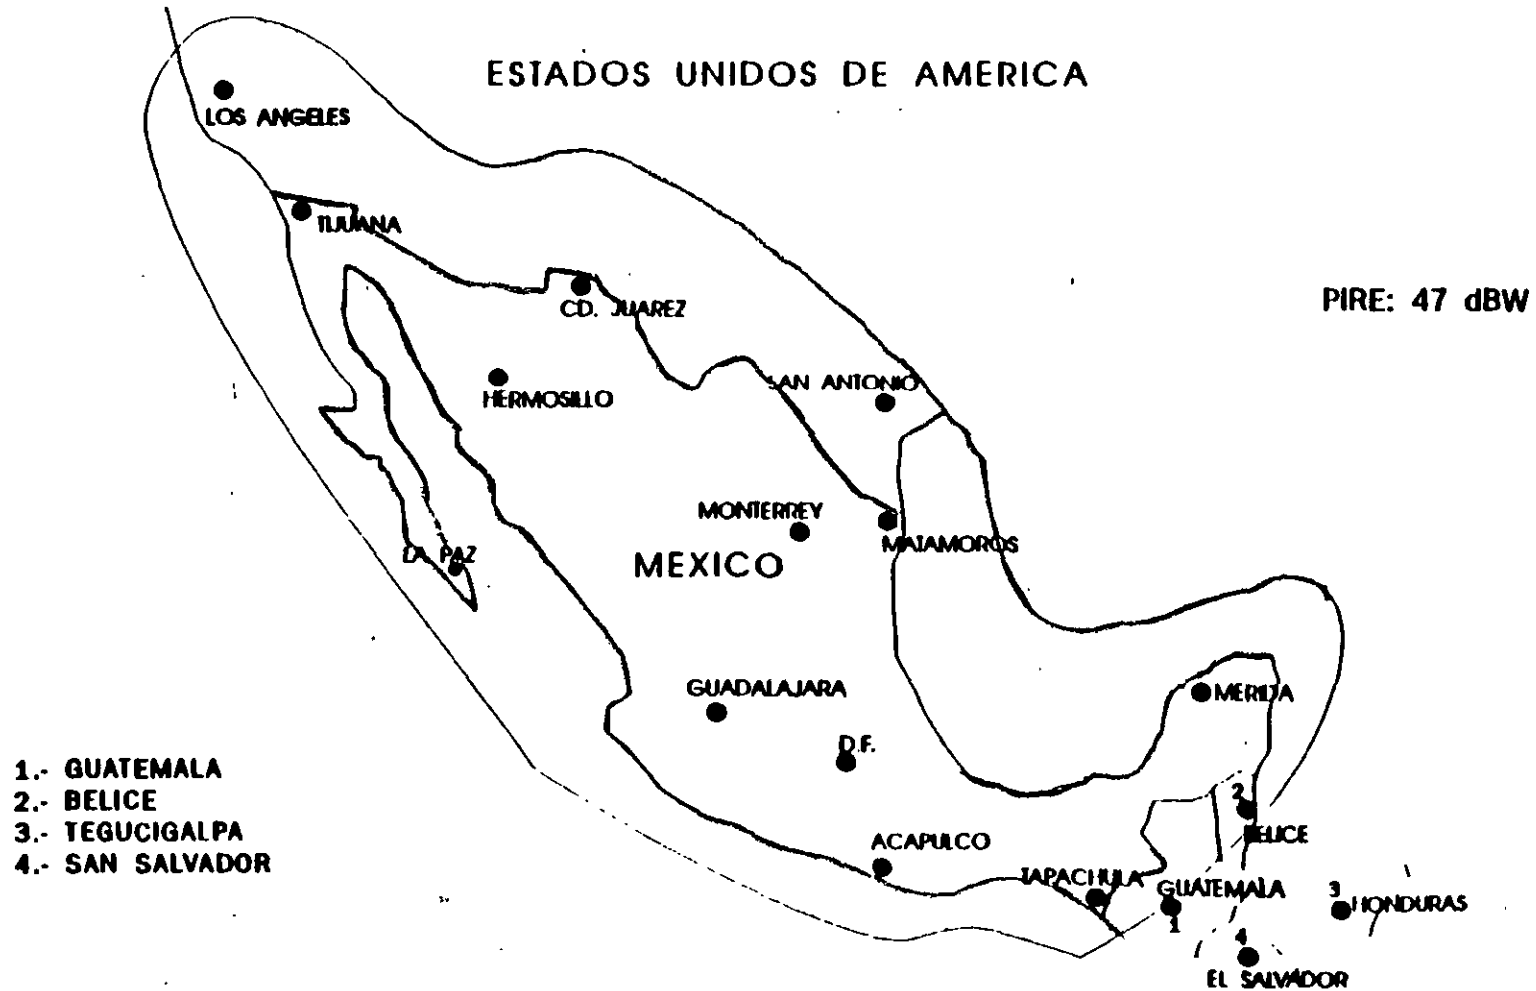 ESTADOS UNIDOS DE AMERICA
LOS ANGELES
TIJUANA
CD. JUAREZ
PIRE: 47 dBW
HERMOSILLO
SAN ANTONIO
MONTERREY
MATAMOROS
LA PAZ
MEXICO
GUADALAJARA
MERIDA
D.F.
1.- GUATEMALA
2.- BELICE
3.- TEGUCIGALPA
4.- SAN SALVADOR
2
BELICE
ACAPULCO
TAPACHULA
GUATEMALA
1
3
HONDURAS
4
EL SALVADOR